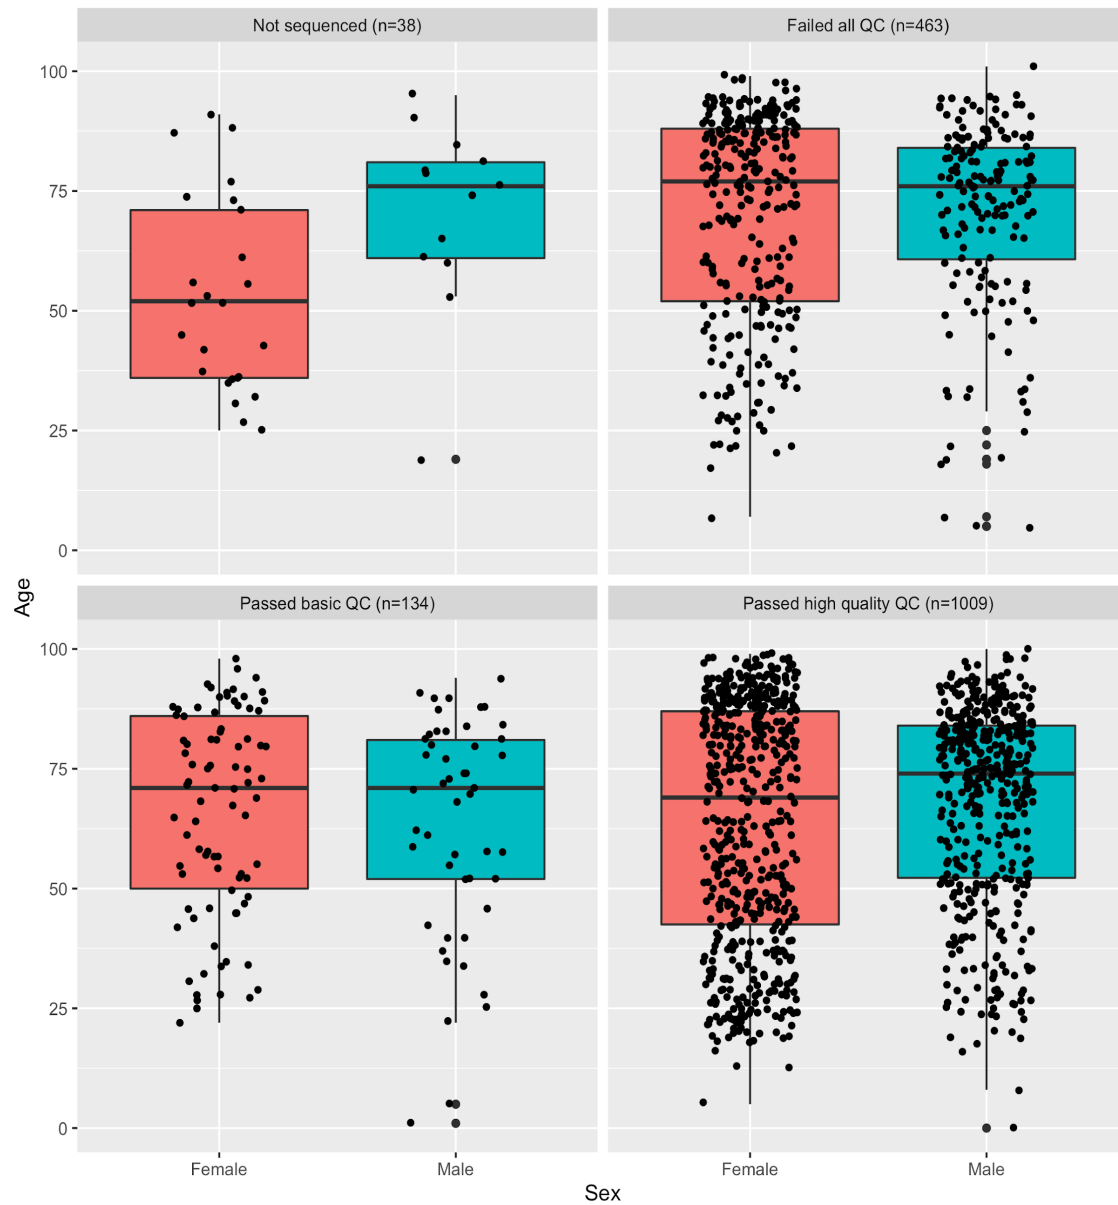 Not sequenced (n=38)
Failed all QC (n=463)
100
75
50
25
0
Age
Passed basic QC (n=134)
Passed high quality QC (n=1009)
100
75
50
25
0
Female
Male
Female
Male
Sex